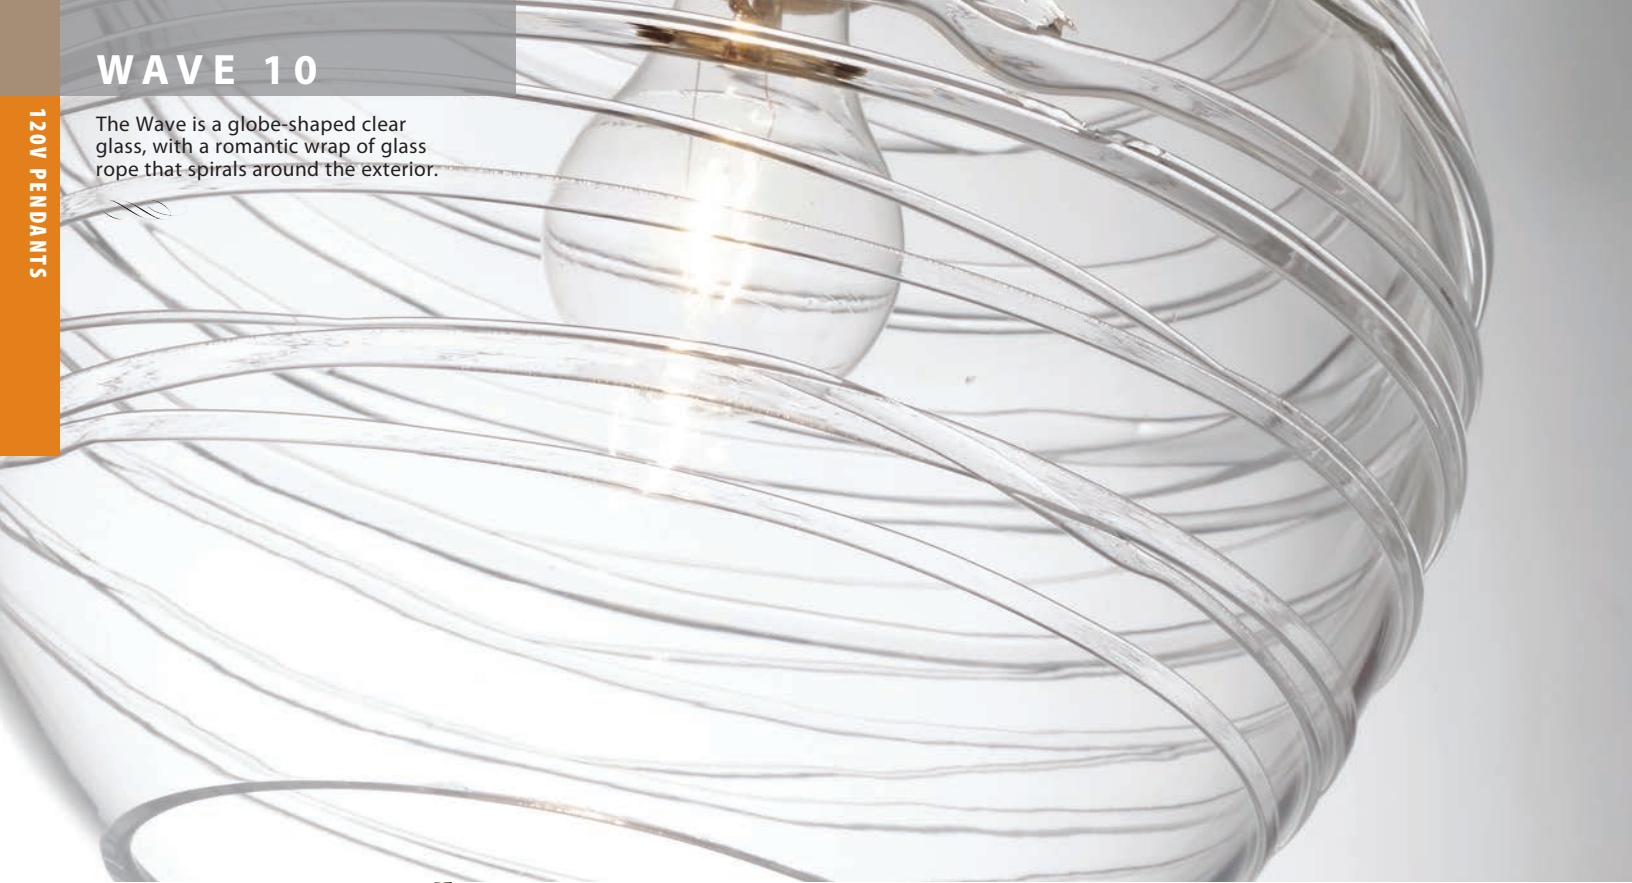 WAVE 10
120V PENDANTS
The Wave is a globe-shaped clear
glass, with a romantic wrap of glass
rope that spirals around the exterior.